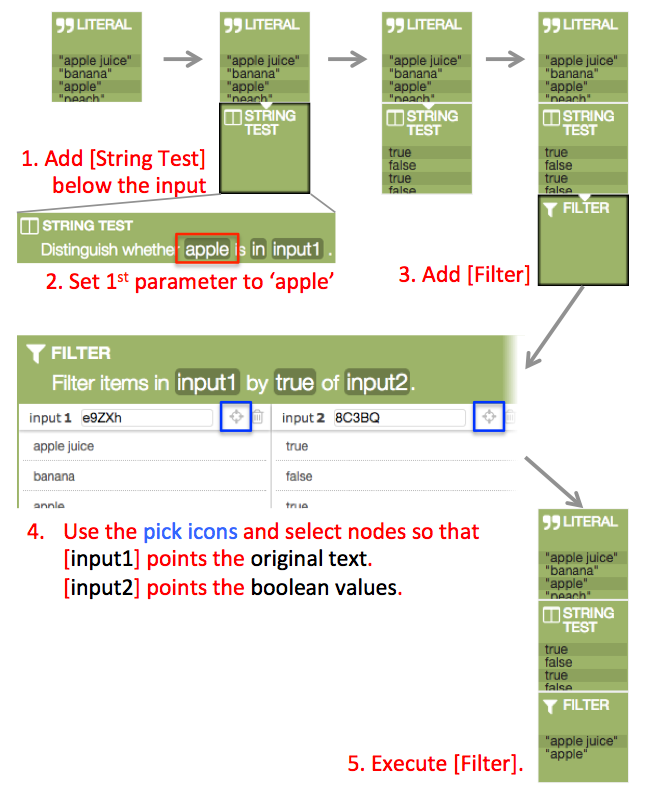 LITERAL
"apple juice"
"banana"
"apple"
"peach"
LITERAL
"apple juice"
"banana"
"apple"
"peach"
STRING
TEST
LITERAL
"apple juice"
"banana"
"apple"
"peach"
STRING
TEST
true
false
true
false
LITERAL
"apple juice"
"banana"
"apple"
"peach"
STRING
TEST
true
false
true
false
FILTER
1. Add [String Test]
below the input
STRING TEST
Distinguish whether apple is in input1 .
2. Set 1st parameter to ‘apple’
3. Add [Filter]
FILTER
Filter items in input1 by true of input2.
input 1 e9ZXh input 2 8C3BQ
apple juice true
banana false
apple true
4. Use the pick icons and select nodes so that
[input1] points the original text.
[input2] points the boolean values.
LITERAL
"apple juice"
"banana"
"apple"
"peach"
STRING
TEST
true
false
true
false
FILTER
"apple juice"
"apple"
5. Execute [Filter].